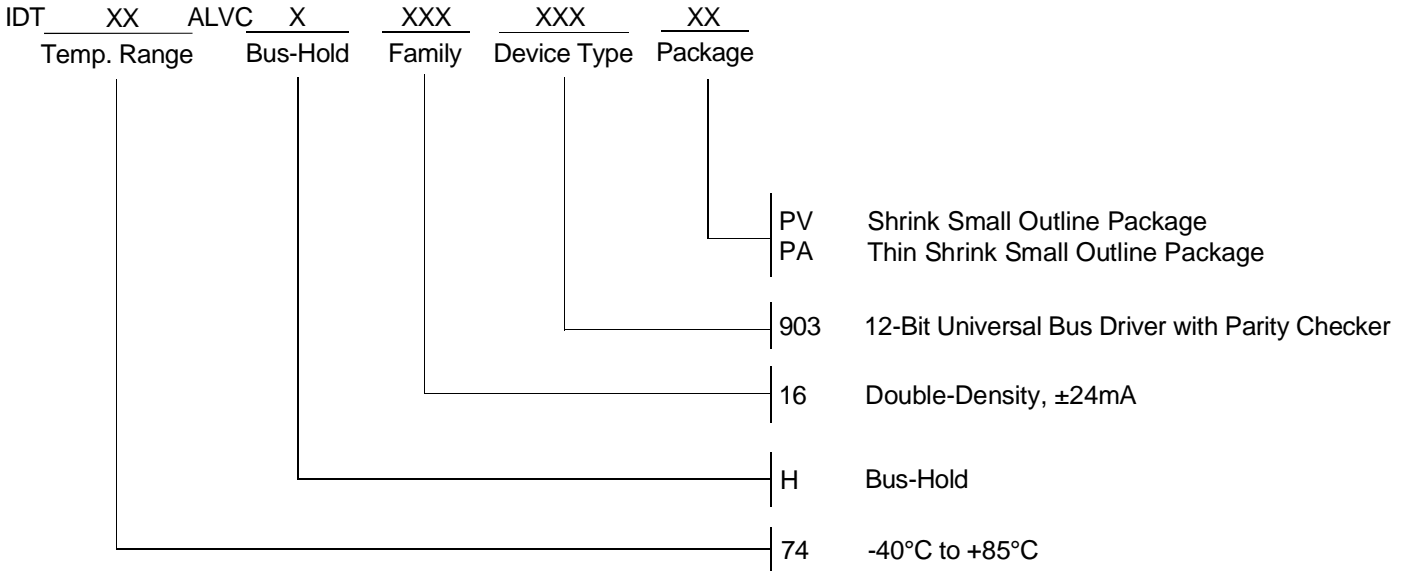 IDT XX ALVC X XXX XXX XX
Temp. Range Bus-Hold Family Device Type Package
PV Shrink Small Outline Package
PA Thin Shrink Small Outline Package
903 12-Bit Universal Bus Driver with Parity Checker
16 Double-Density, ±24mA
H Bus-Hold
74 -40°C to +85°C